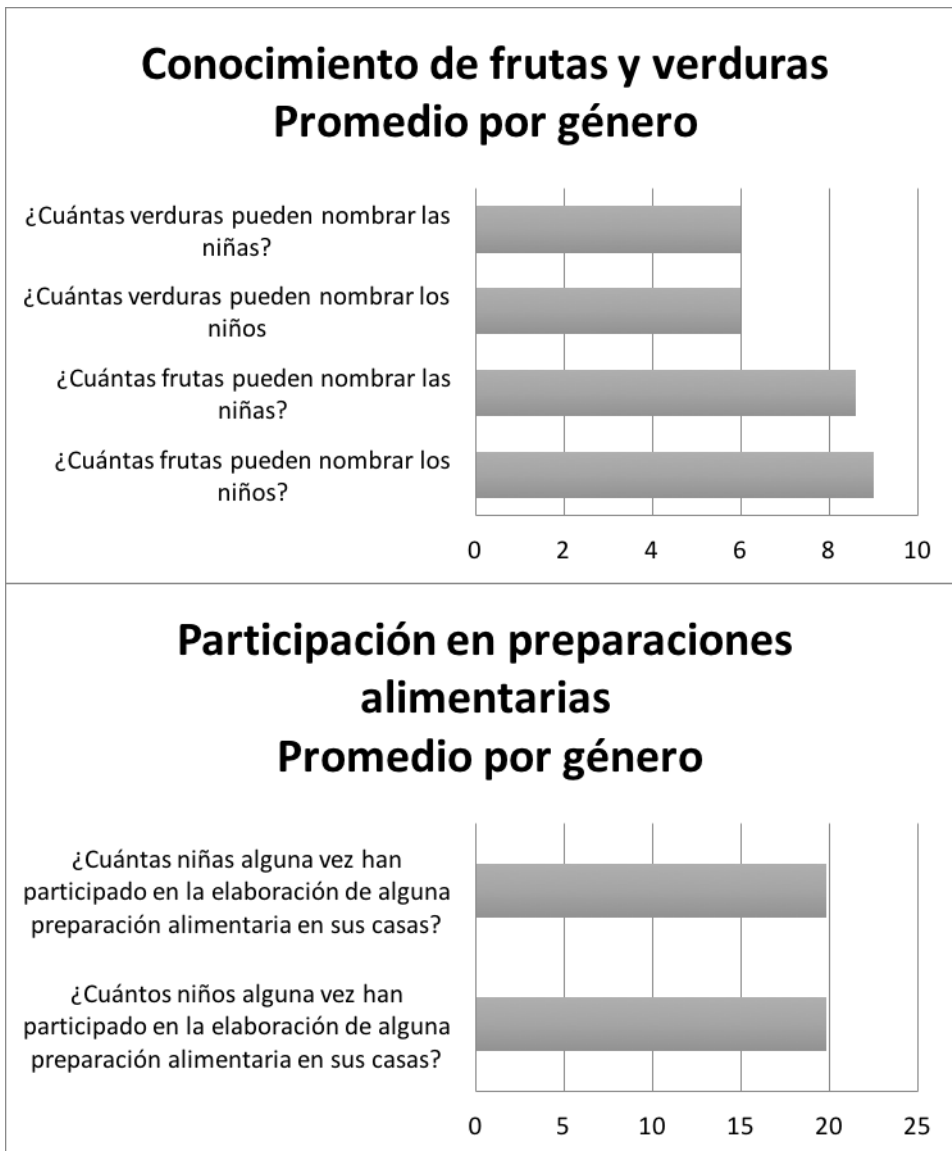 Conocimiento de frutas y verduras
Promedio por género
¿Cuántas verduras pueden nombrar las
niñas?
¿Cuántas verduras pueden nombrar los
niños
¿Cuántas frutas pueden nombrar las
niñas?
¿Cuántas frutas pueden nombrar los
niños?
0 2 4 6 8 10
Participación en preparaciones
alimentarias
Promedio por género
¿Cuántas niñas alguna vez han
participado en la elaboración de alguna
preparación alimentaria en sus casas?
¿Cuántos niños alguna vez han
participado en la elaboración de alguna
preparación alimentaria en sus casas?
0 5 10 15 20 25